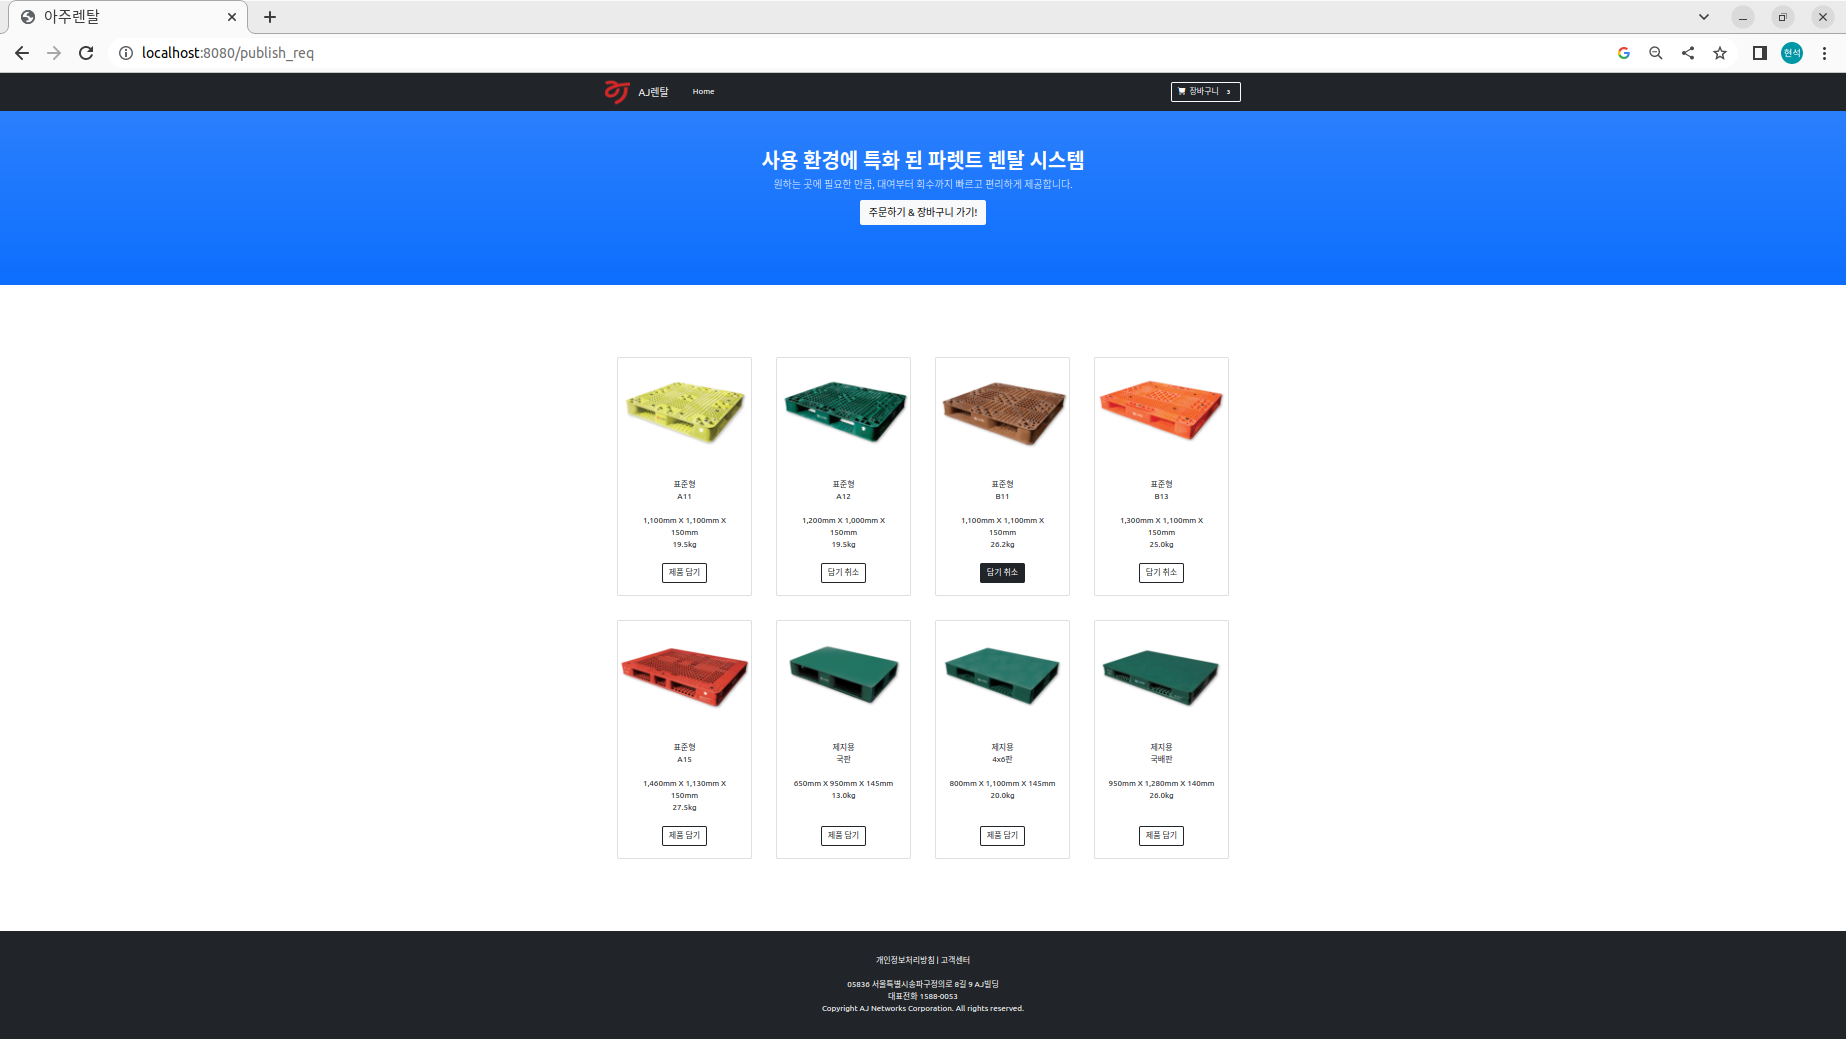 아주렌탈
localhost:8080/publish_req
현석
AJ렌탈
Home
장바구니 3
사용 환경에 특화 된 파렛트 렌탈 시스템
원하는 곳에 필요한 만큼, 대여부터 회수까지 빠르고 편리하게 제공합니다.
주문하기 & 장바구니 가기!
표준형
A11
1,100mm X 1,100mm X
150mm
19.5kg
제품 담기
표준형
A12
1,200mm X 1,000mm X
150mm
19.5kg
담기 취소
표준형
B11
1,100mm X 1,100mm X
150mm
26.2kg
담기 취소
표준형
B13
1,300mm X 1,100mm X
150mm
25.0kg
담기 취소
표준형
A15
1,460mm X 1,130mm X
150mm
27.5kg
제품 담기
제지용
국판
650mm X 950mm X 145mm
13.0kg
제품 담기
제지용
4x6판
800mm X 1,100mm X 145mm
20.0kg
제품 담기
제지용
국배판
950mm X 1,280mm X 140mm
26.0kg
제품 담기
개인정보처리방침 | 고객센터
05836 서울특별시송파구정의로 8길 9 AJ빌딩
대표전화 1588-0053
Copyright AJ Networks Corporation. All rights reserved.